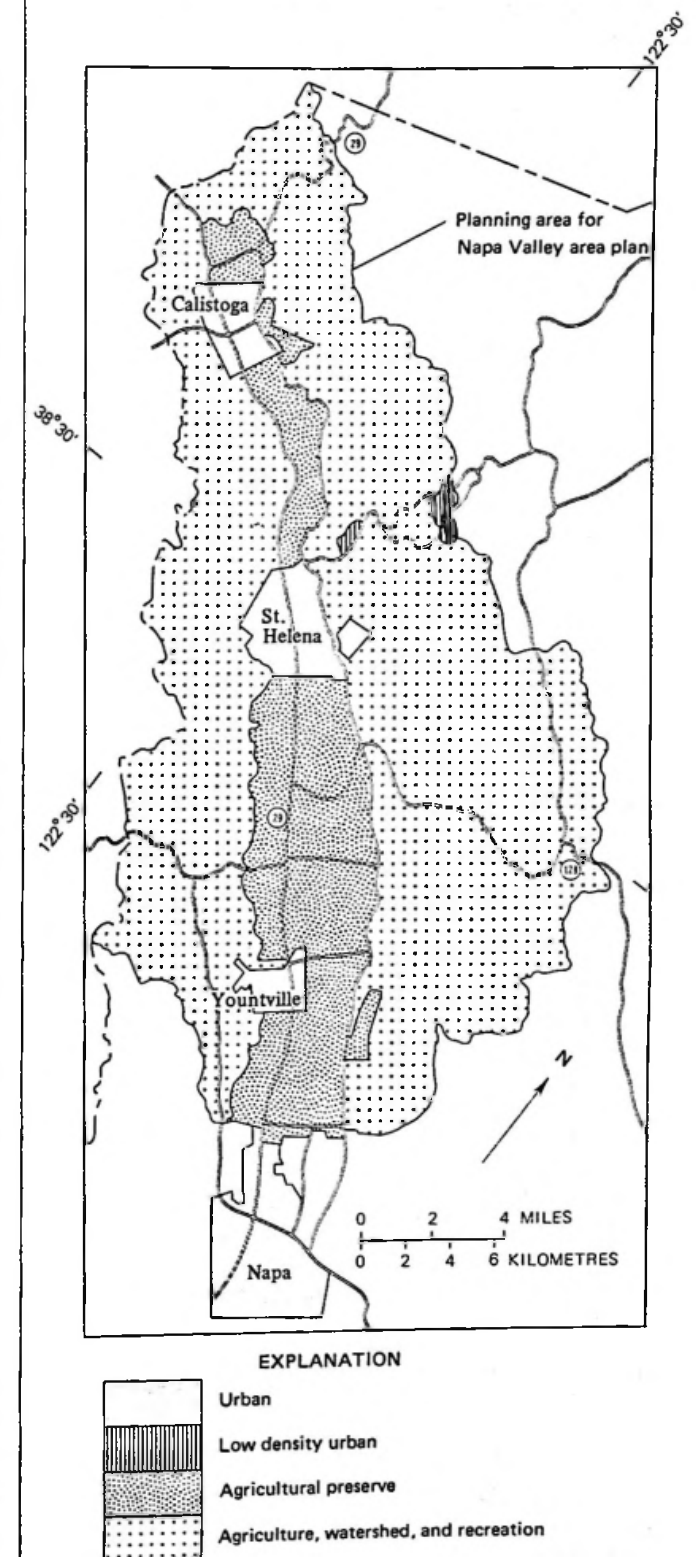 122°30'
29
Planning area for
Napa Valley area plan
Calistoga
38°30'
St.
Helena
122°30'
29
128
Yountville
N
0 2 4 MILES
0 2 4 6 KILOMETRES
Napa
EXPLANATION
Urban
Low density urban
Agricultural preserve
Agriculture, watershed, and recreation